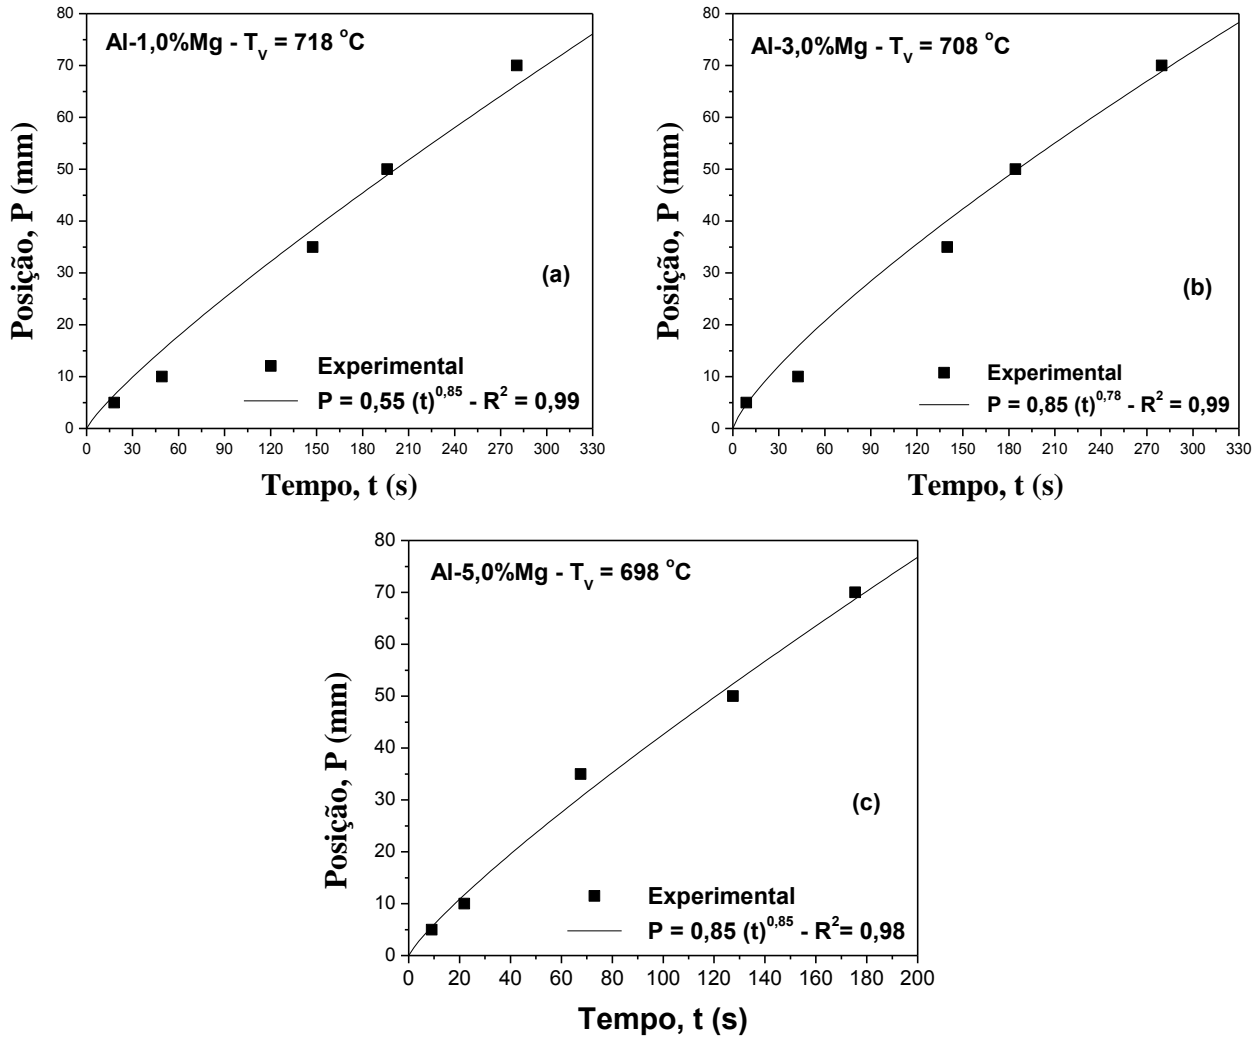 Al-1,0%Mg - T_V = 718 °C
80
70
60
50
40
30
20
10
0
Posição, P (mm)
(a)
Experimental
P = 0,55 (t)^0,85 - R² = 0,99
0 30 60 90 120 150 180 210 240 270 300 330
Tempo, t (s)
Al-3,0%Mg - T_V = 708 °C
80
70
60
50
40
30
20
10
0
Posição, P (mm)
(b)
Experimental
P = 0,85 (t)^0,78 - R² = 0,99
0 30 60 90 120 150 180 210 240 270 300 330
Tempo, t (s)
Al-5,0%Mg - T_V = 698 °C
80
70
60
50
40
30
20
10
0
Posição, P (mm)
(c)
Experimental
P = 0,85 (t)^0,85 - R²= 0,98
0 20 40 60 80 100 120 140 160 180 200
Tempo, t (s)